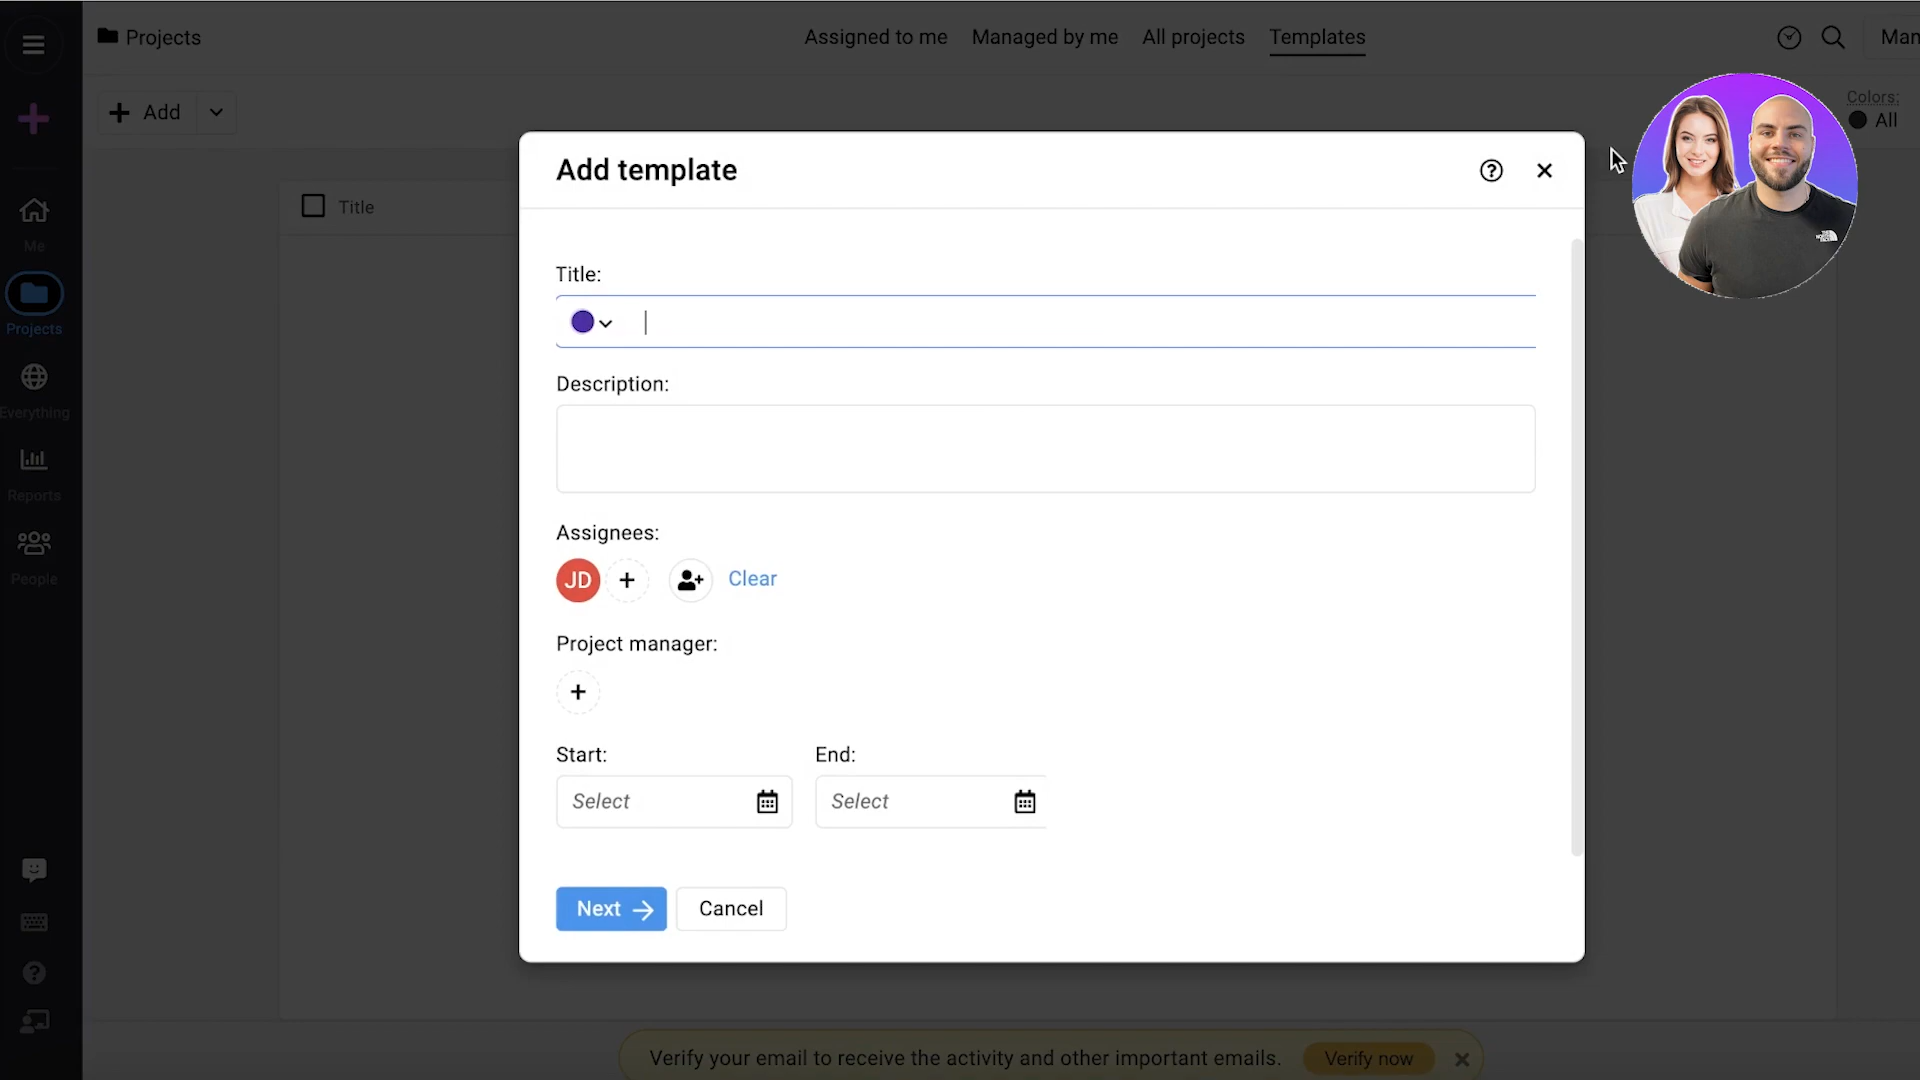 Projects
Assigned to me
Managed by me
All projects
Templates
Man
Add
Colors:
All
Add template
Title
Me
Projects
Everything
Reports
People
Title:
Description:
Assignees:
JD
Clear
Project manager:
Start:
End:
Select
Select
Next
Cancel
Verify your email to receive the activity and other important emails.
Verify now